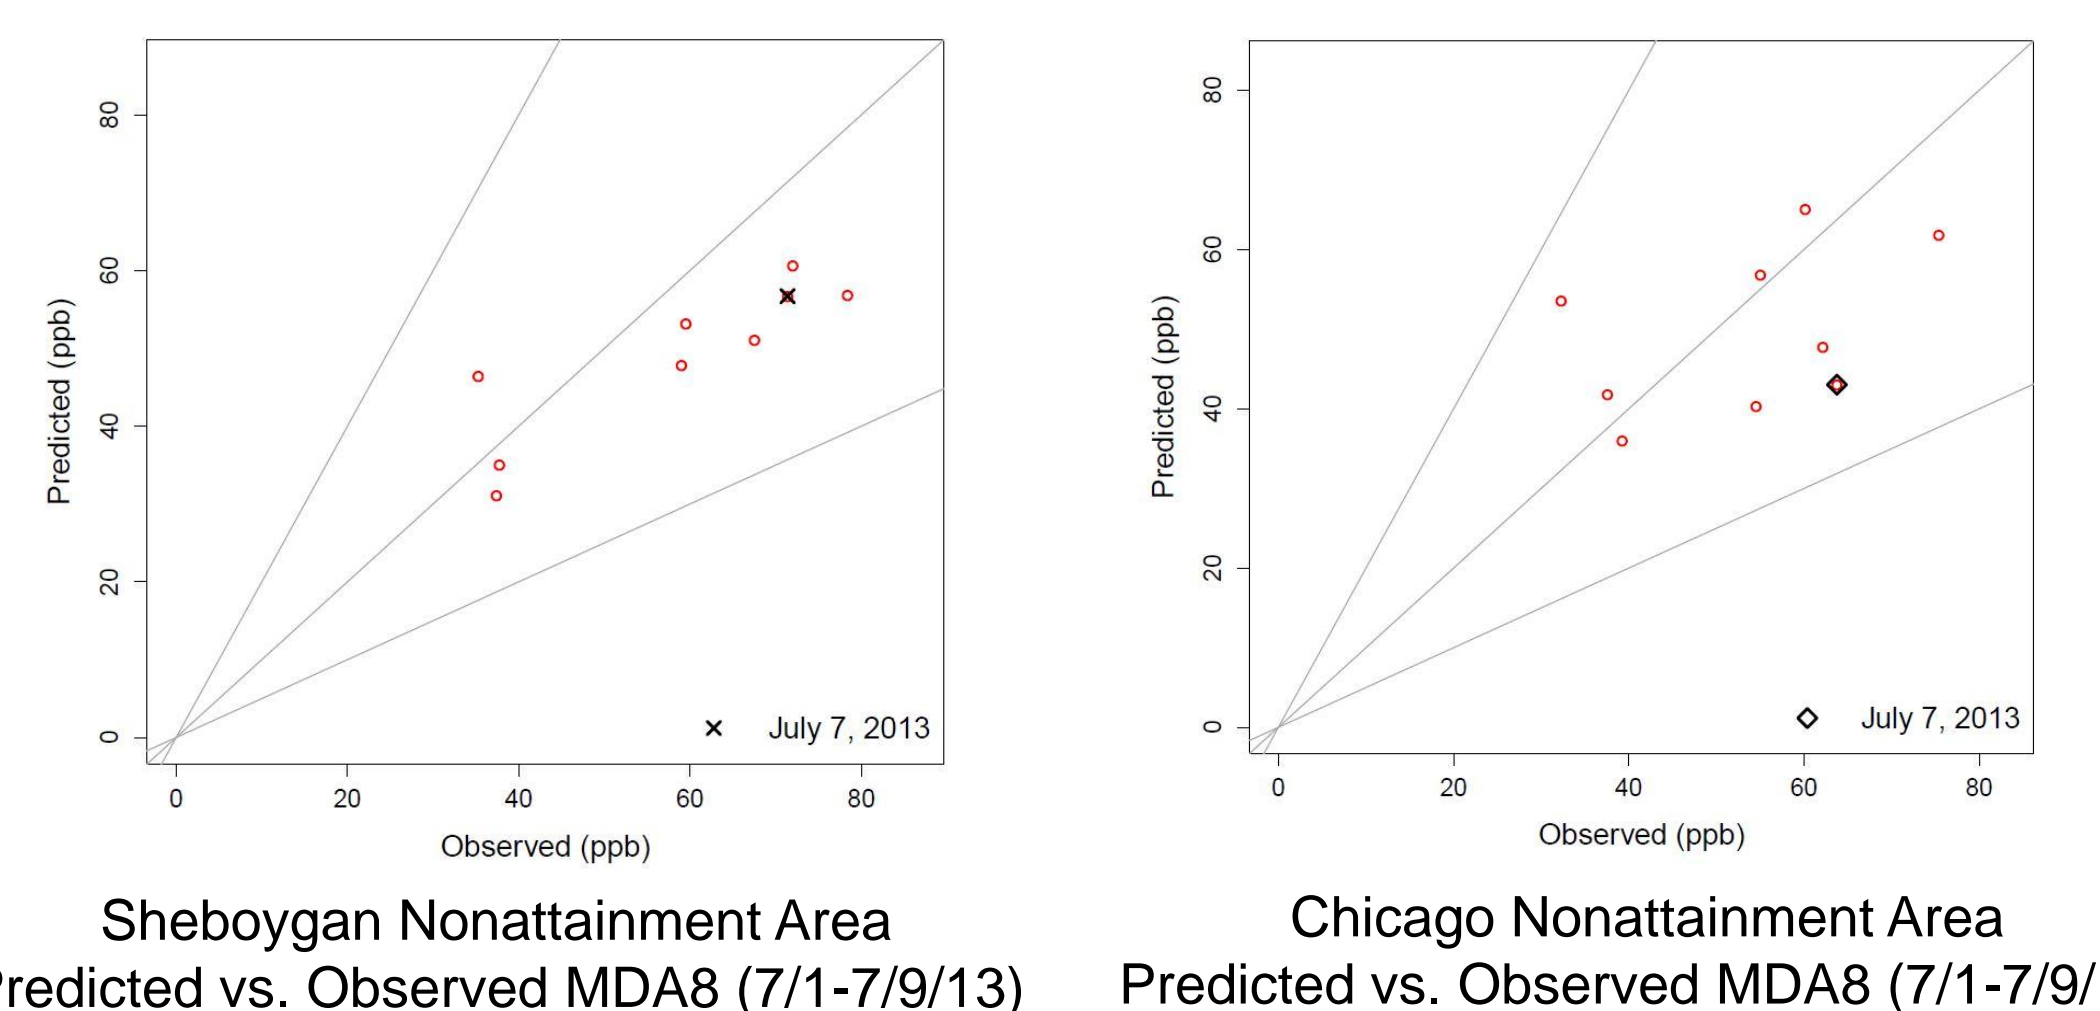 80
60
40
20
0
Predicted (ppb)
July 7, 2013
0 20 40 60 80
Observed (ppb)
Sheboygan Nonattainment Area
Predicted vs. Observed MDA8 (7/1-7/9/13)
80
60
40
20
0
Predicted (ppb)
July 7, 2013
0 20 40 60 80
Observed (ppb)
Chicago Nonattainment Area
Predicted vs. Observed MDA8 (7/1-7/9/